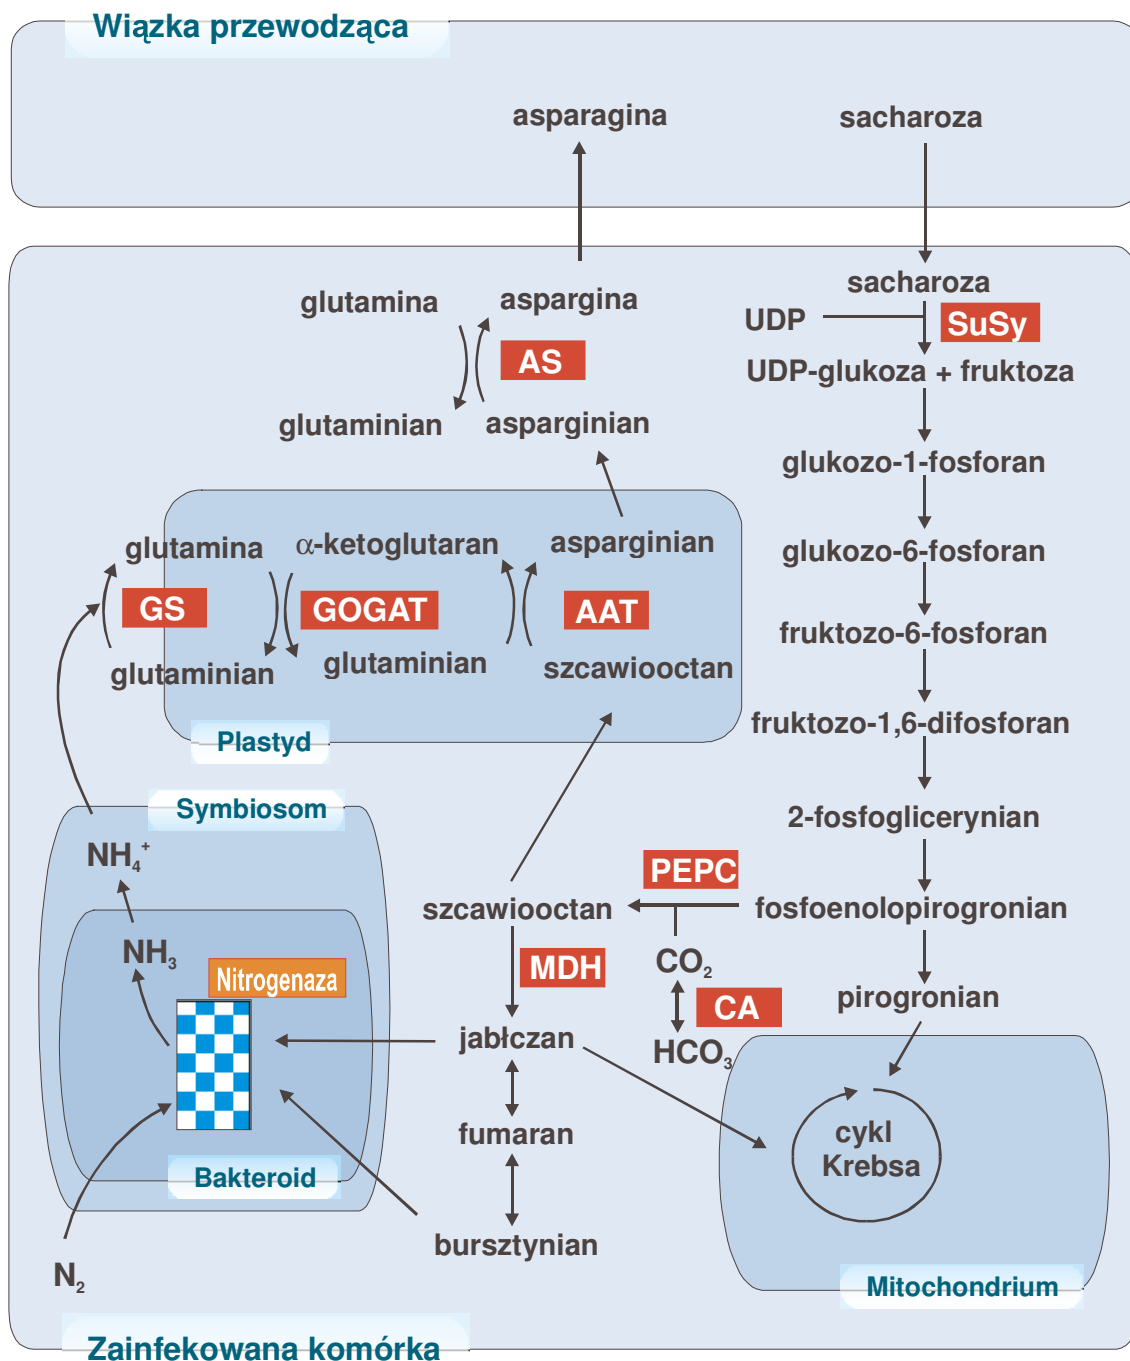 Wiązka przewodząca
asparagina
sacharoza
sacharoza
UDP
SuSy
UDP-glukoza + fruktoza
glutamina
aspargina
AS
glutaminian
asparginian
glukozo-1-fosforan
glutamina
α-ketoglutaran
asparginian
glukozo-6-fosforan
GS
GOGAT
AAT
glutaminian
glutaminian
szcawiooctan
fruktozo-6-fosforan
Plastyd
fruktozo-1,6-difosforan
Symbiosom
2-fosfoglicerynian
NH₄⁺
PEPC
szcawiooctan
fosfoenolopirogronian
NH₃
Nitrogenaza
MDH
CO₂
CA
pirogronian
jabłczan
HCO₃
fumaran
cykl
Krebsa
Bakteroid
bursztynian
N₂
Mitochondrium
Zainfekowana komórka